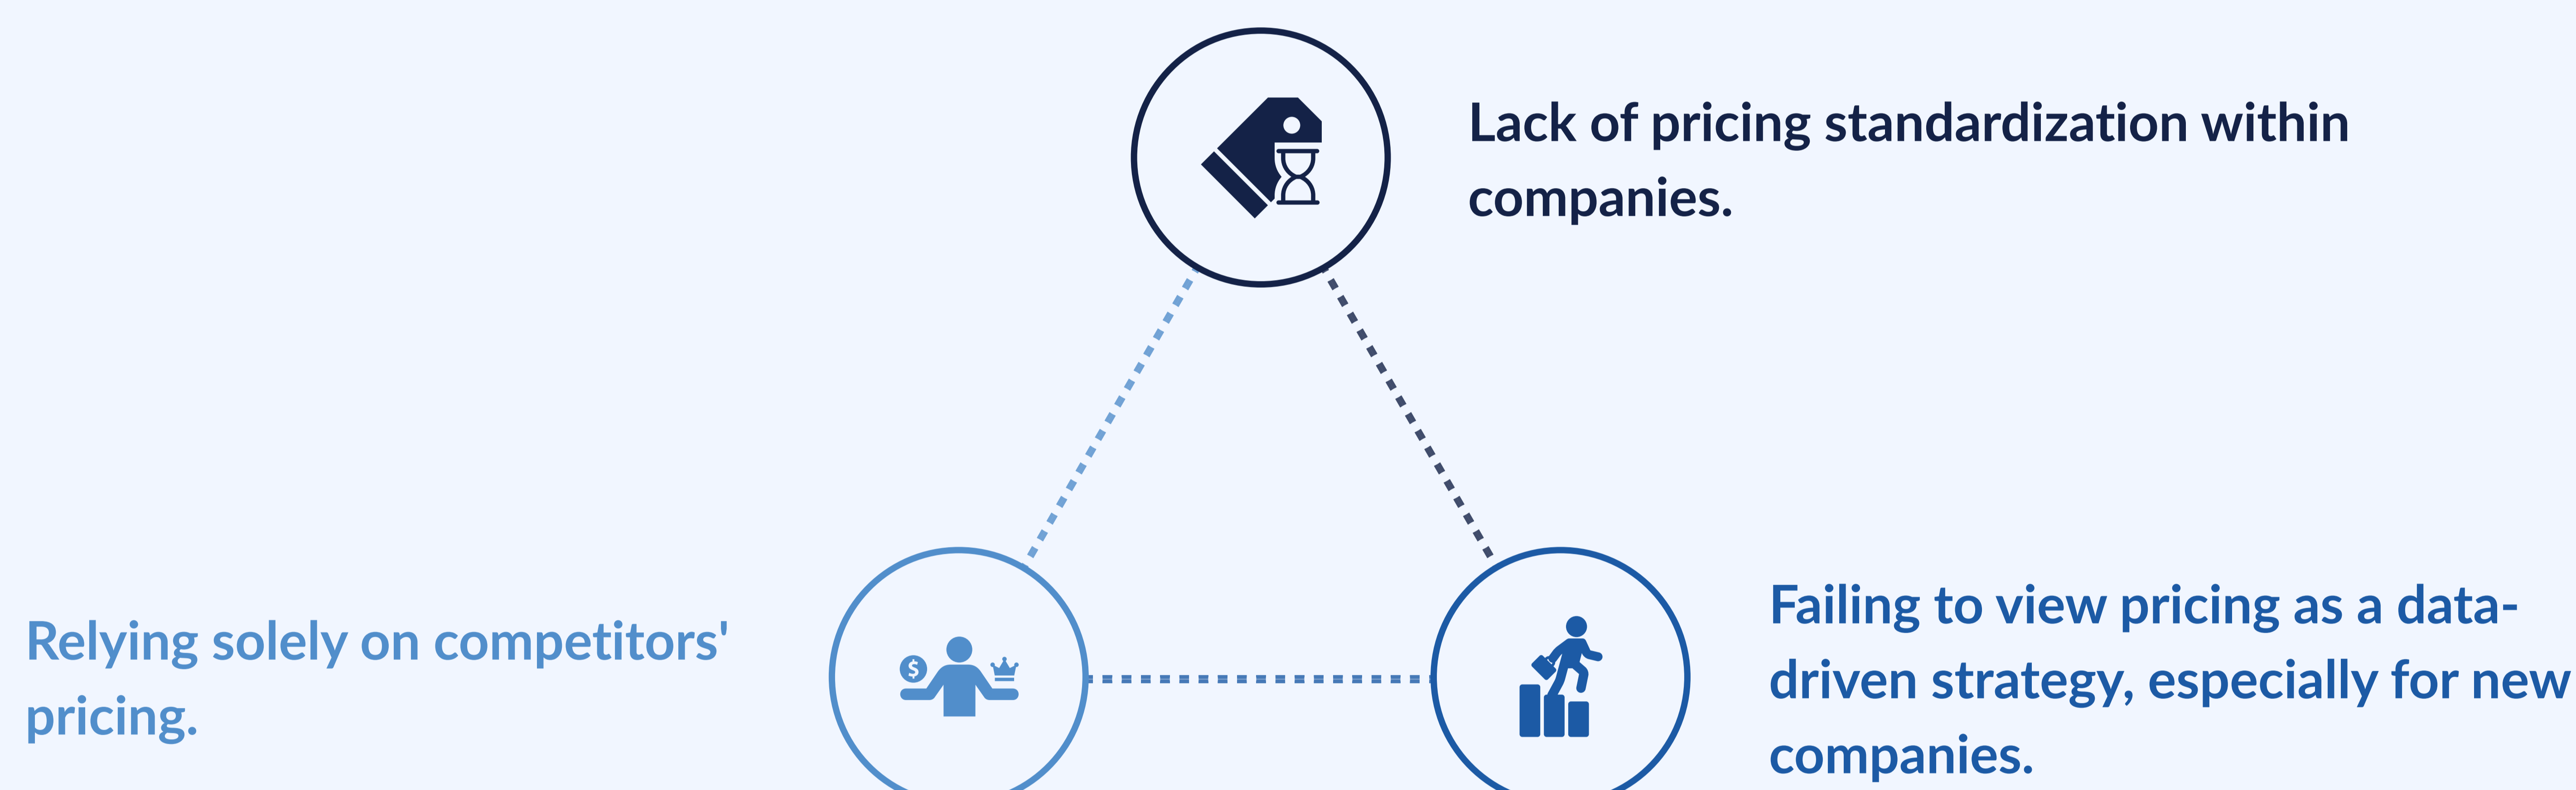 Lack of pricing standardization within
companies.
Relying solely on competitors'
pricing.
$
Failing to view pricing as a data-
driven strategy, especially for new
companies.